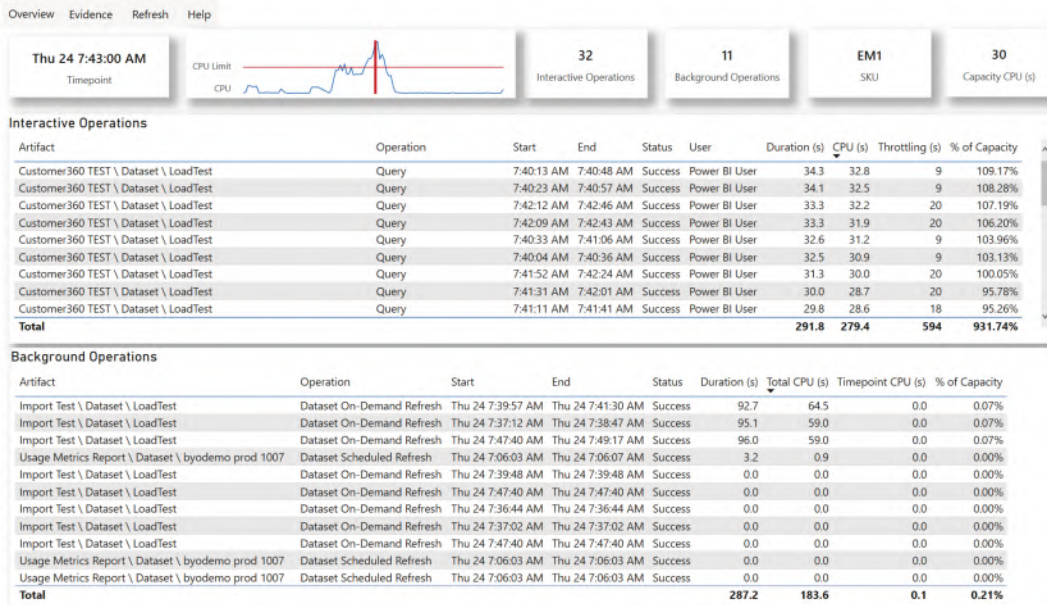 Overview Evidence Refresh Help
Thu 24 7:43:00 AM
Timepoint
CPU Limit
CPU
32
Interactive Operations
11
Background Operations
EM1
SKU
30
Capacity CPU (s)
Interactive Operations
Artifact Operation Start End Status User Duration (s) CPU (s) Throttling (s) % of Capacity
Customer360 TEST \ Dataset \ LoadTest Query 7:40:13 AM 7:40:48 AM Success Power BI User 34.3 32.8 9 109.17%
Customer360 TEST \ Dataset \ LoadTest Query 7:40:23 AM 7:40:57 AM Success Power BI User 34.1 32.5 9 108.28%
Customer360 TEST \ Dataset \ LoadTest Query 7:42:12 AM 7:42:46 AM Success Power BI User 33.3 32.2 20 107.19%
Customer360 TEST \ Dataset \ LoadTest Query 7:42:09 AM 7:42:43 AM Success Power BI User 33.3 31.9 20 106.20%
Customer360 TEST \ Dataset \ LoadTest Query 7:40:33 AM 7:41:06 AM Success Power BI User 32.6 31.2 9 103.96%
Customer360 TEST \ Dataset \ LoadTest Query 7:40:04 AM 7:40:36 AM Success Power BI User 32.5 30.9 9 103.13%
Customer360 TEST \ Dataset \ LoadTest Query 7:41:52 AM 7:42:24 AM Success Power BI User 31.3 30.0 20 100.05%
Customer360 TEST \ Dataset \ LoadTest Query 7:41:31 AM 7:42:01 AM Success Power BI User 30.0 28.7 20 95.78%
Customer360 TEST \ Dataset \ LoadTest Query 7:41:11 AM 7:41:41 AM Success Power BI User 29.8 28.6 18 95.26%
Total 291.8 279.4 594 931.74%
Background Operations
Artifact Operation Start End Status Duration (s) Total CPU (s) Timepoint CPU (s) % of Capacity
Import Test \ Dataset \ LoadTest Dataset On-Demand Refresh Thu 24 7:39:57 AM Thu 24 7:41:30 AM Success 92.7 64.5 0.0 0.07%
Import Test \ Dataset \ LoadTest Dataset On-Demand Refresh Thu 24 7:37:12 AM Thu 24 7:38:47 AM Success 95.1 59.0 0.0 0.07%
Import Test \ Dataset \ LoadTest Dataset On-Demand Refresh Thu 24 7:47:40 AM Thu 24 7:49:17 AM Success 96.0 59.0 0.0 0.07%
Usage Metrics Report \ Dataset \ byodemo prod 1007 Dataset Scheduled Refresh Thu 24 7:06:03 AM Thu 24 7:06:07 AM Success 3.2 0.9 0.0 0.00%
Import Test \ Dataset \ LoadTest Dataset On-Demand Refresh Thu 24 7:39:48 AM Thu 24 7:39:48 AM Success 0.0 0.0 0.0 0.00%
Import Test \ Dataset \ LoadTest Dataset On-Demand Refresh Thu 24 7:47:40 AM Thu 24 7:47:40 AM Success 0.0 0.0 0.0 0.00%
Import Test \ Dataset \ LoadTest Dataset On-Demand Refresh Thu 24 7:36:44 AM Thu 24 7:36:44 AM Success 0.0 0.0 0.0 0.00%
Import Test \ Dataset \ LoadTest Dataset On-Demand Refresh Thu 24 7:37:02 AM Thu 24 7:37:02 AM Success 0.0 0.0 0.0 0.00%
Import Test \ Dataset \ LoadTest Dataset On-Demand Refresh Thu 24 7:47:40 AM Thu 24 7:47:40 AM Success 0.0 0.0 0.0 0.00%
Usage Metrics Report \ Dataset \ byodemo prod 1007 Dataset Scheduled Refresh Thu 24 7:06:03 AM Thu 24 7:06:03 AM Success 0.0 0.0 0.0 0.00%
Usage Metrics Report \ Dataset \ byodemo prod 1007 Dataset Scheduled Refresh Thu 24 7:06:03 AM Thu 24 7:06:03 AM Success 0.0 0.0 0.0 0.00%
Total 287.2 183.6 0.1 0.21%